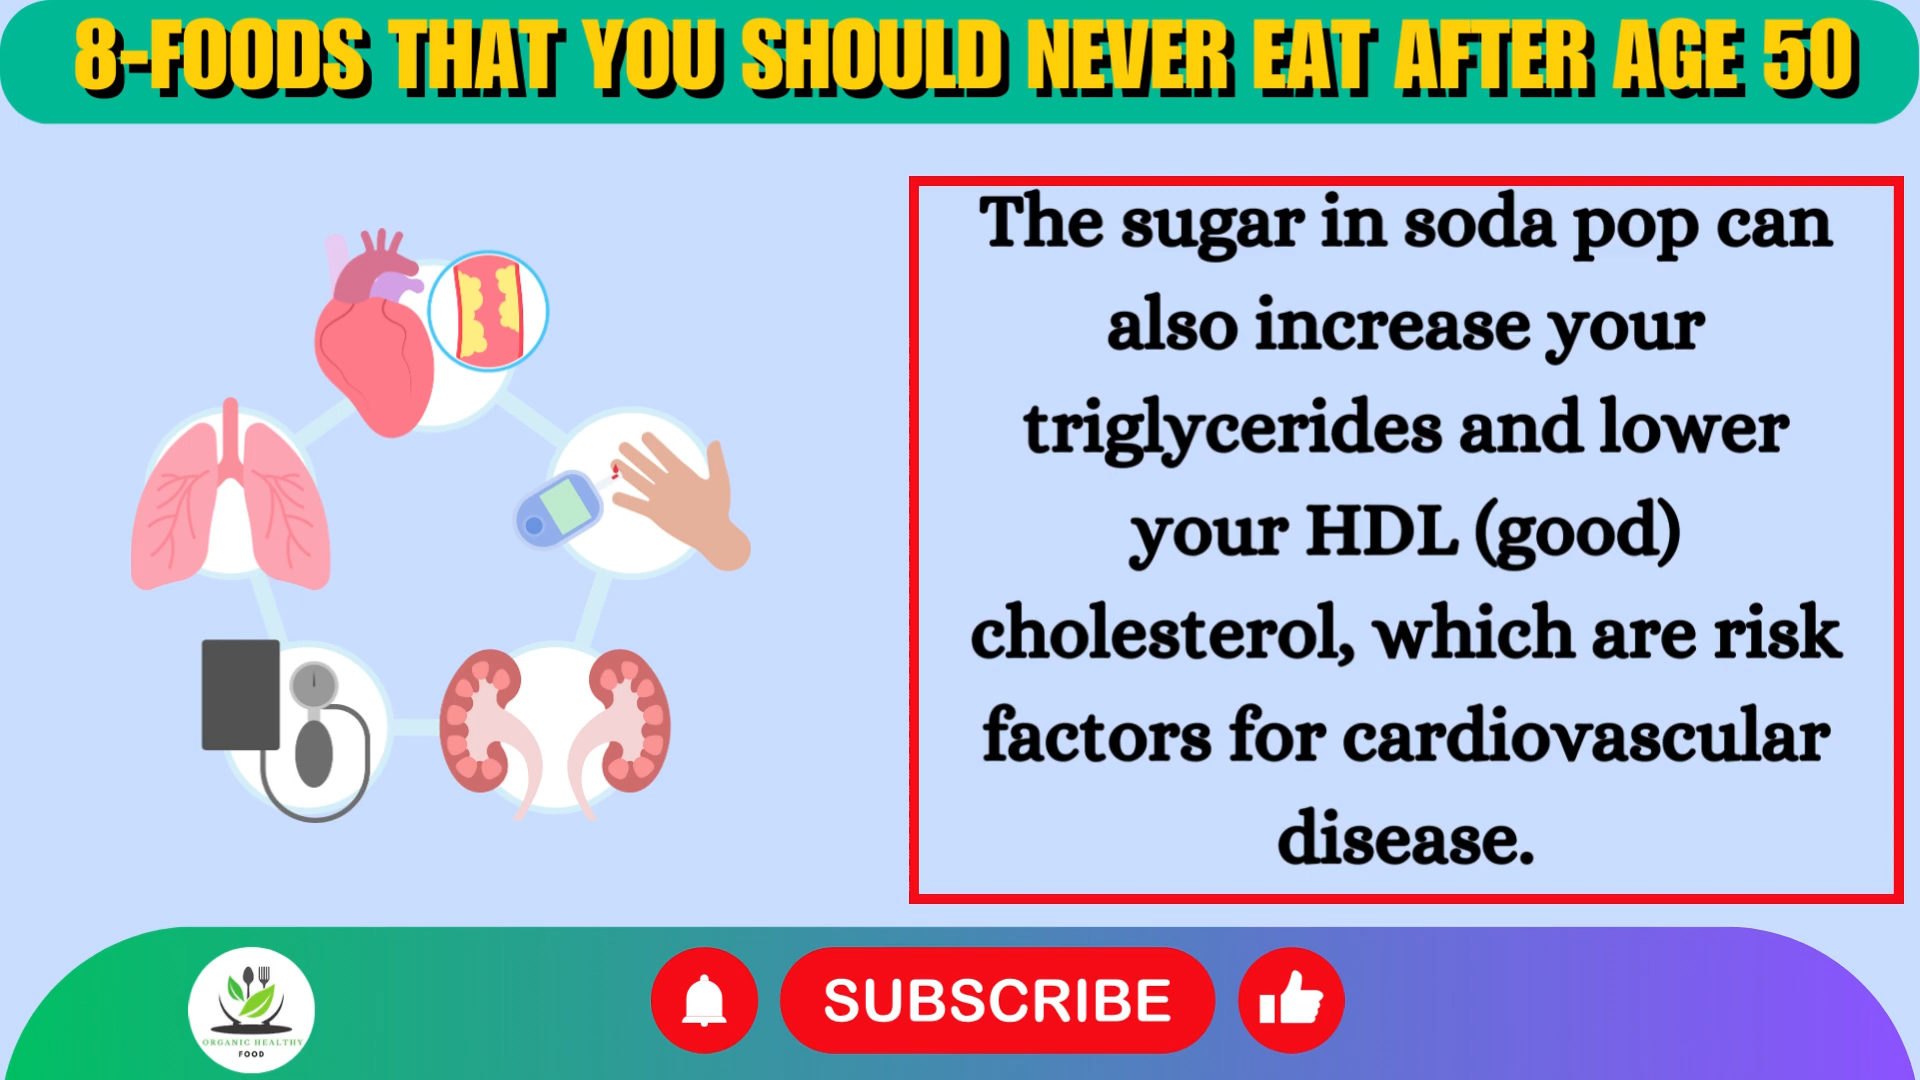 8-FOODS THAT YOU SHOULD NEVER EAT AFTER AGE 50
The sugar in soda pop can
also increase your
triglycerides and lower
your HDL (good)
cholesterol, which are risk
factors for cardiovascular
disease.
ORGANIC HEALTHY
FOOD
SUBSCRIBE